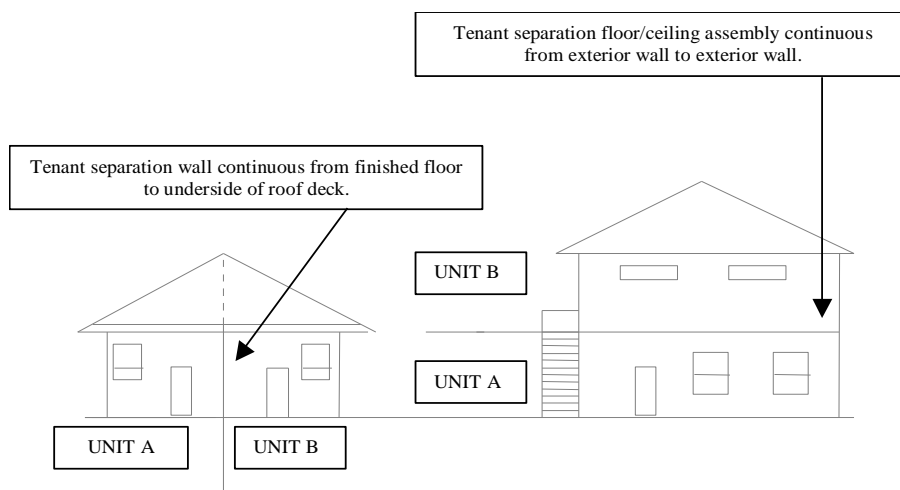 Tenant separation floor/ceiling assembly continuous
from exterior wall to exterior wall.
Tenant separation wall continuous from finished floor
to underside of roof deck.
UNIT B
UNIT A
UNIT A
UNIT B